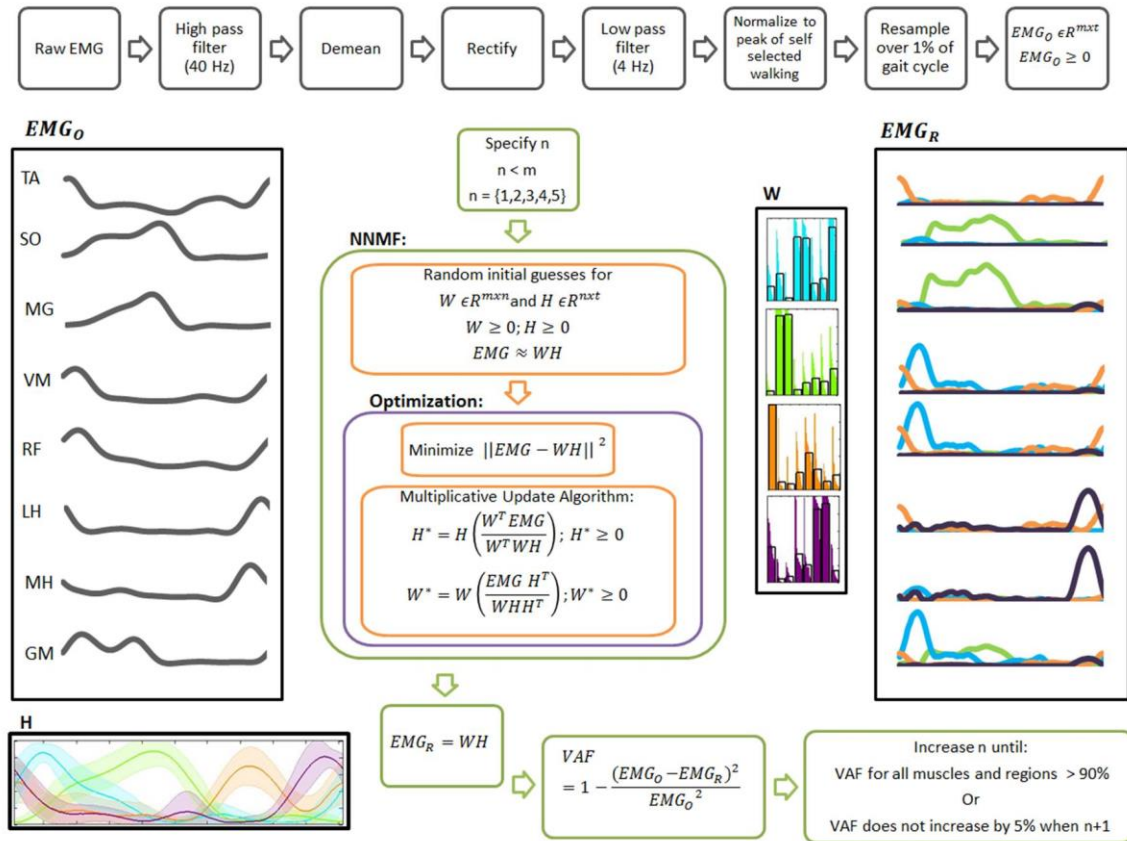 Raw EMG
High pass
filter
(40 Hz)
Demean
Rectify
Low pass
filter
(4 Hz)
Normalize to
peak of self
selected
walking
Resample
over 1% of
gait cycle
EMG_O ϵR^{mxt}
EMG_O ≥ 0
EMG_O
TA
SO
MG
VM
RF
LH
MH
GM
Specify n
n < m
n = {1,2,3,4,5}
NNMF:
Random initial guesses for
W ϵR^{mxn} and H ϵR^{nxt}
W ≥ 0; H ≥ 0
EMG ≈ WH
Optimization:
Minimize ||EMG − WH||²
Multiplicative Update Algorithm:
H* = H (W^T EMG / W^T WH); H* ≥ 0
W* = W (EMG H^T / WHH^T); W* ≥ 0
W
EMG_R
H
EMG_R = WH
VAF
= 1 − (EMG_O − EMG_R)² / EMG_O²
Increase n until:
VAF for all muscles and regions > 90%
Or
VAF does not increase by 5% when n+1